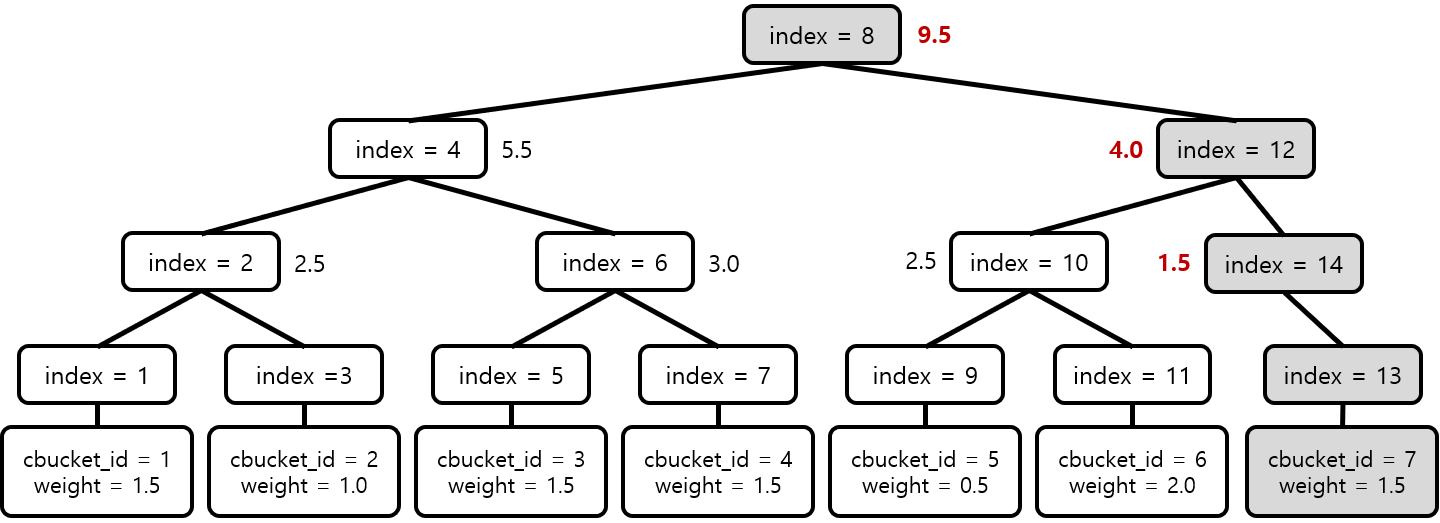 index = 8 9.5
index = 4 5.5 4.0 index = 12
index = 2 2.5 index = 6 3.0 2.5 index = 10 1.5 index = 14
index = 1 index =3 index = 5 index = 7 index = 9 index = 11 index = 13
cbucket_id = 1
weight = 1.5
cbucket_id = 2
weight = 1.0
cbucket_id = 3
weight = 1.5
cbucket_id = 4
weight = 1.5
cbucket_id = 5
weight = 0.5
cbucket_id = 6
weight = 2.0
cbucket_id = 7
weight = 1.5